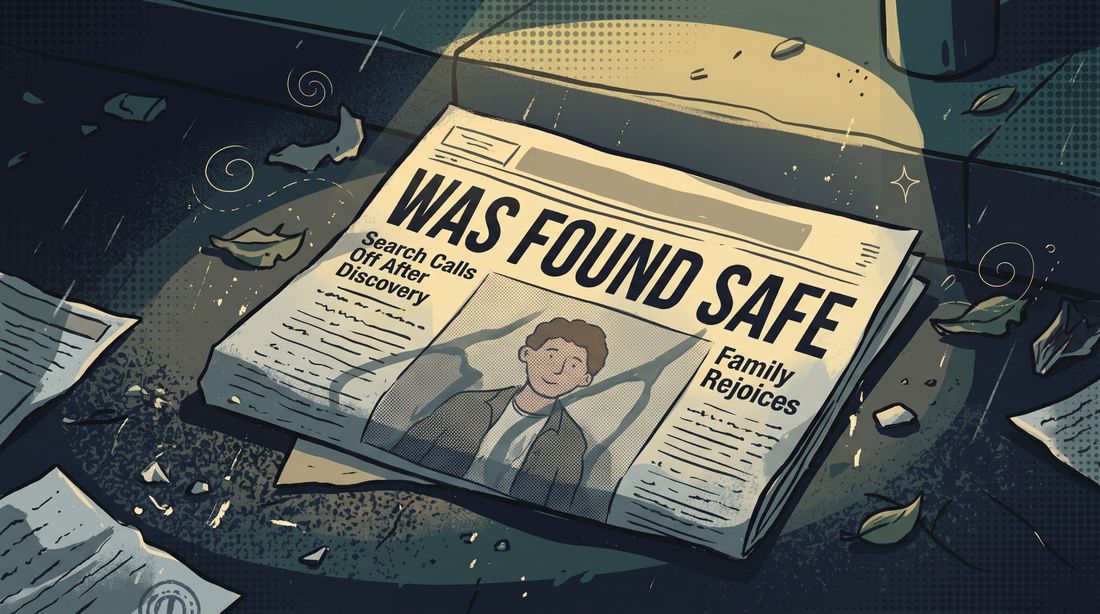 WAS FOUND SAFE
Search Calls
Off After
Discovery
Family
Rejoices